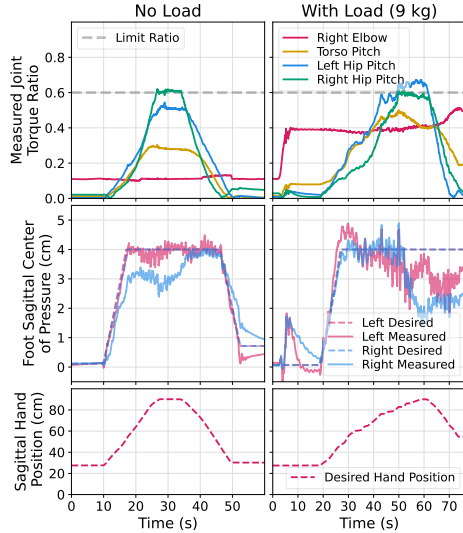 No Load
With Load (9 kg)
Measured Joint
Torque Ratio
0.8
0.6
0.4
0.2
0.0
Limit Ratio
Right Elbow
Torso Pitch
Left Hip Pitch
Right Hip Pitch
Foot Sagittal Center
of Pressure (cm)
5
4
3
2
1
0
Left Desired
Left Measured
Right Desired
Right Measured
Sagittal Hand
Position (cm)
80
60
40
20
0
Desired Hand Position
0 10 20 30 40 50
0 10 20 30 40 50 60 70
Time (s)
Time (s)